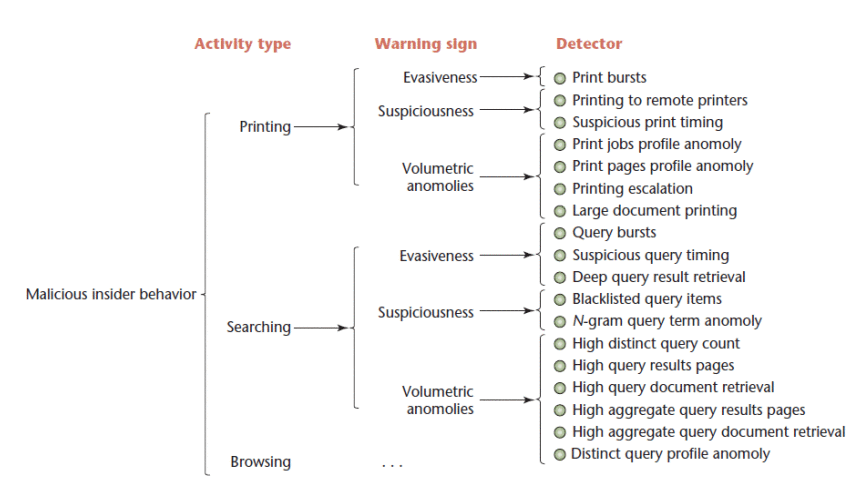 Activity type Warning sign Detector
Evasiveness Print bursts
Printing Suspiciousness Printing to remote printers
Suspicious print timing
Volumetric anomolies Print jobs profile anomoly
Print pages profile anomoly
Printing escalation
Large document printing
Malicious insider behavior
Searching Evasiveness Query bursts
Suspicious query timing
Deep query result retrieval
Suspiciousness Blacklisted query items
N-gram query term anomoly
Volumetric anomolies High distinct query count
High query results pages
High query document retrieval
High aggregate query results pages
High aggregate query document retrieval
Distinct query profile anomoly
Browsing ...